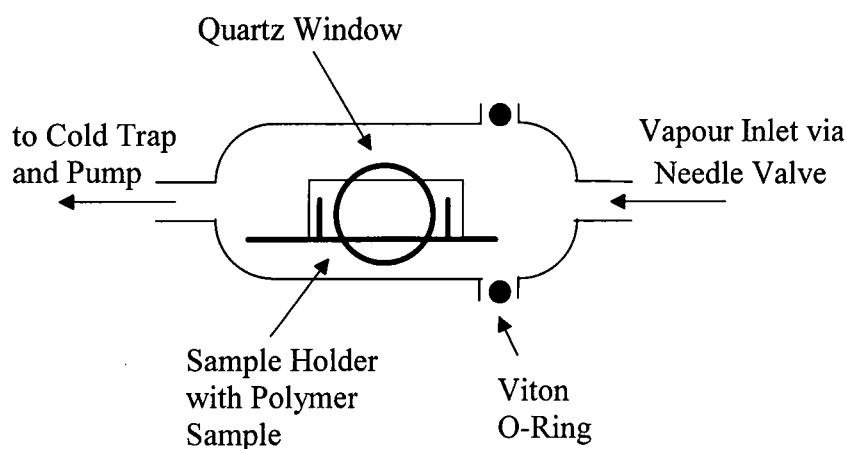 Quartz Window
to Cold Trap
and Pump
Vapour Inlet via
Needle Valve
Sample Holder
with Polymer
Sample
Viton
O-Ring